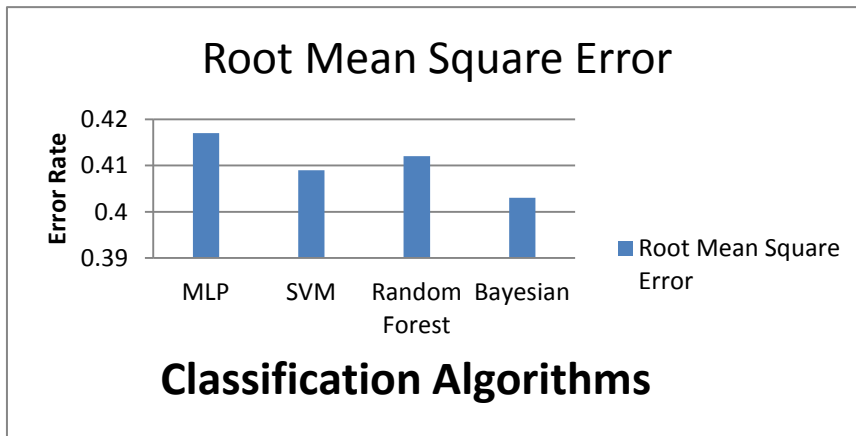 Root Mean Square Error
Error Rate
0.42
0.41
0.4
0.39
MLP
SVM
Random
Forest
Bayesian
Root Mean Square
Error
Classification Algorithms